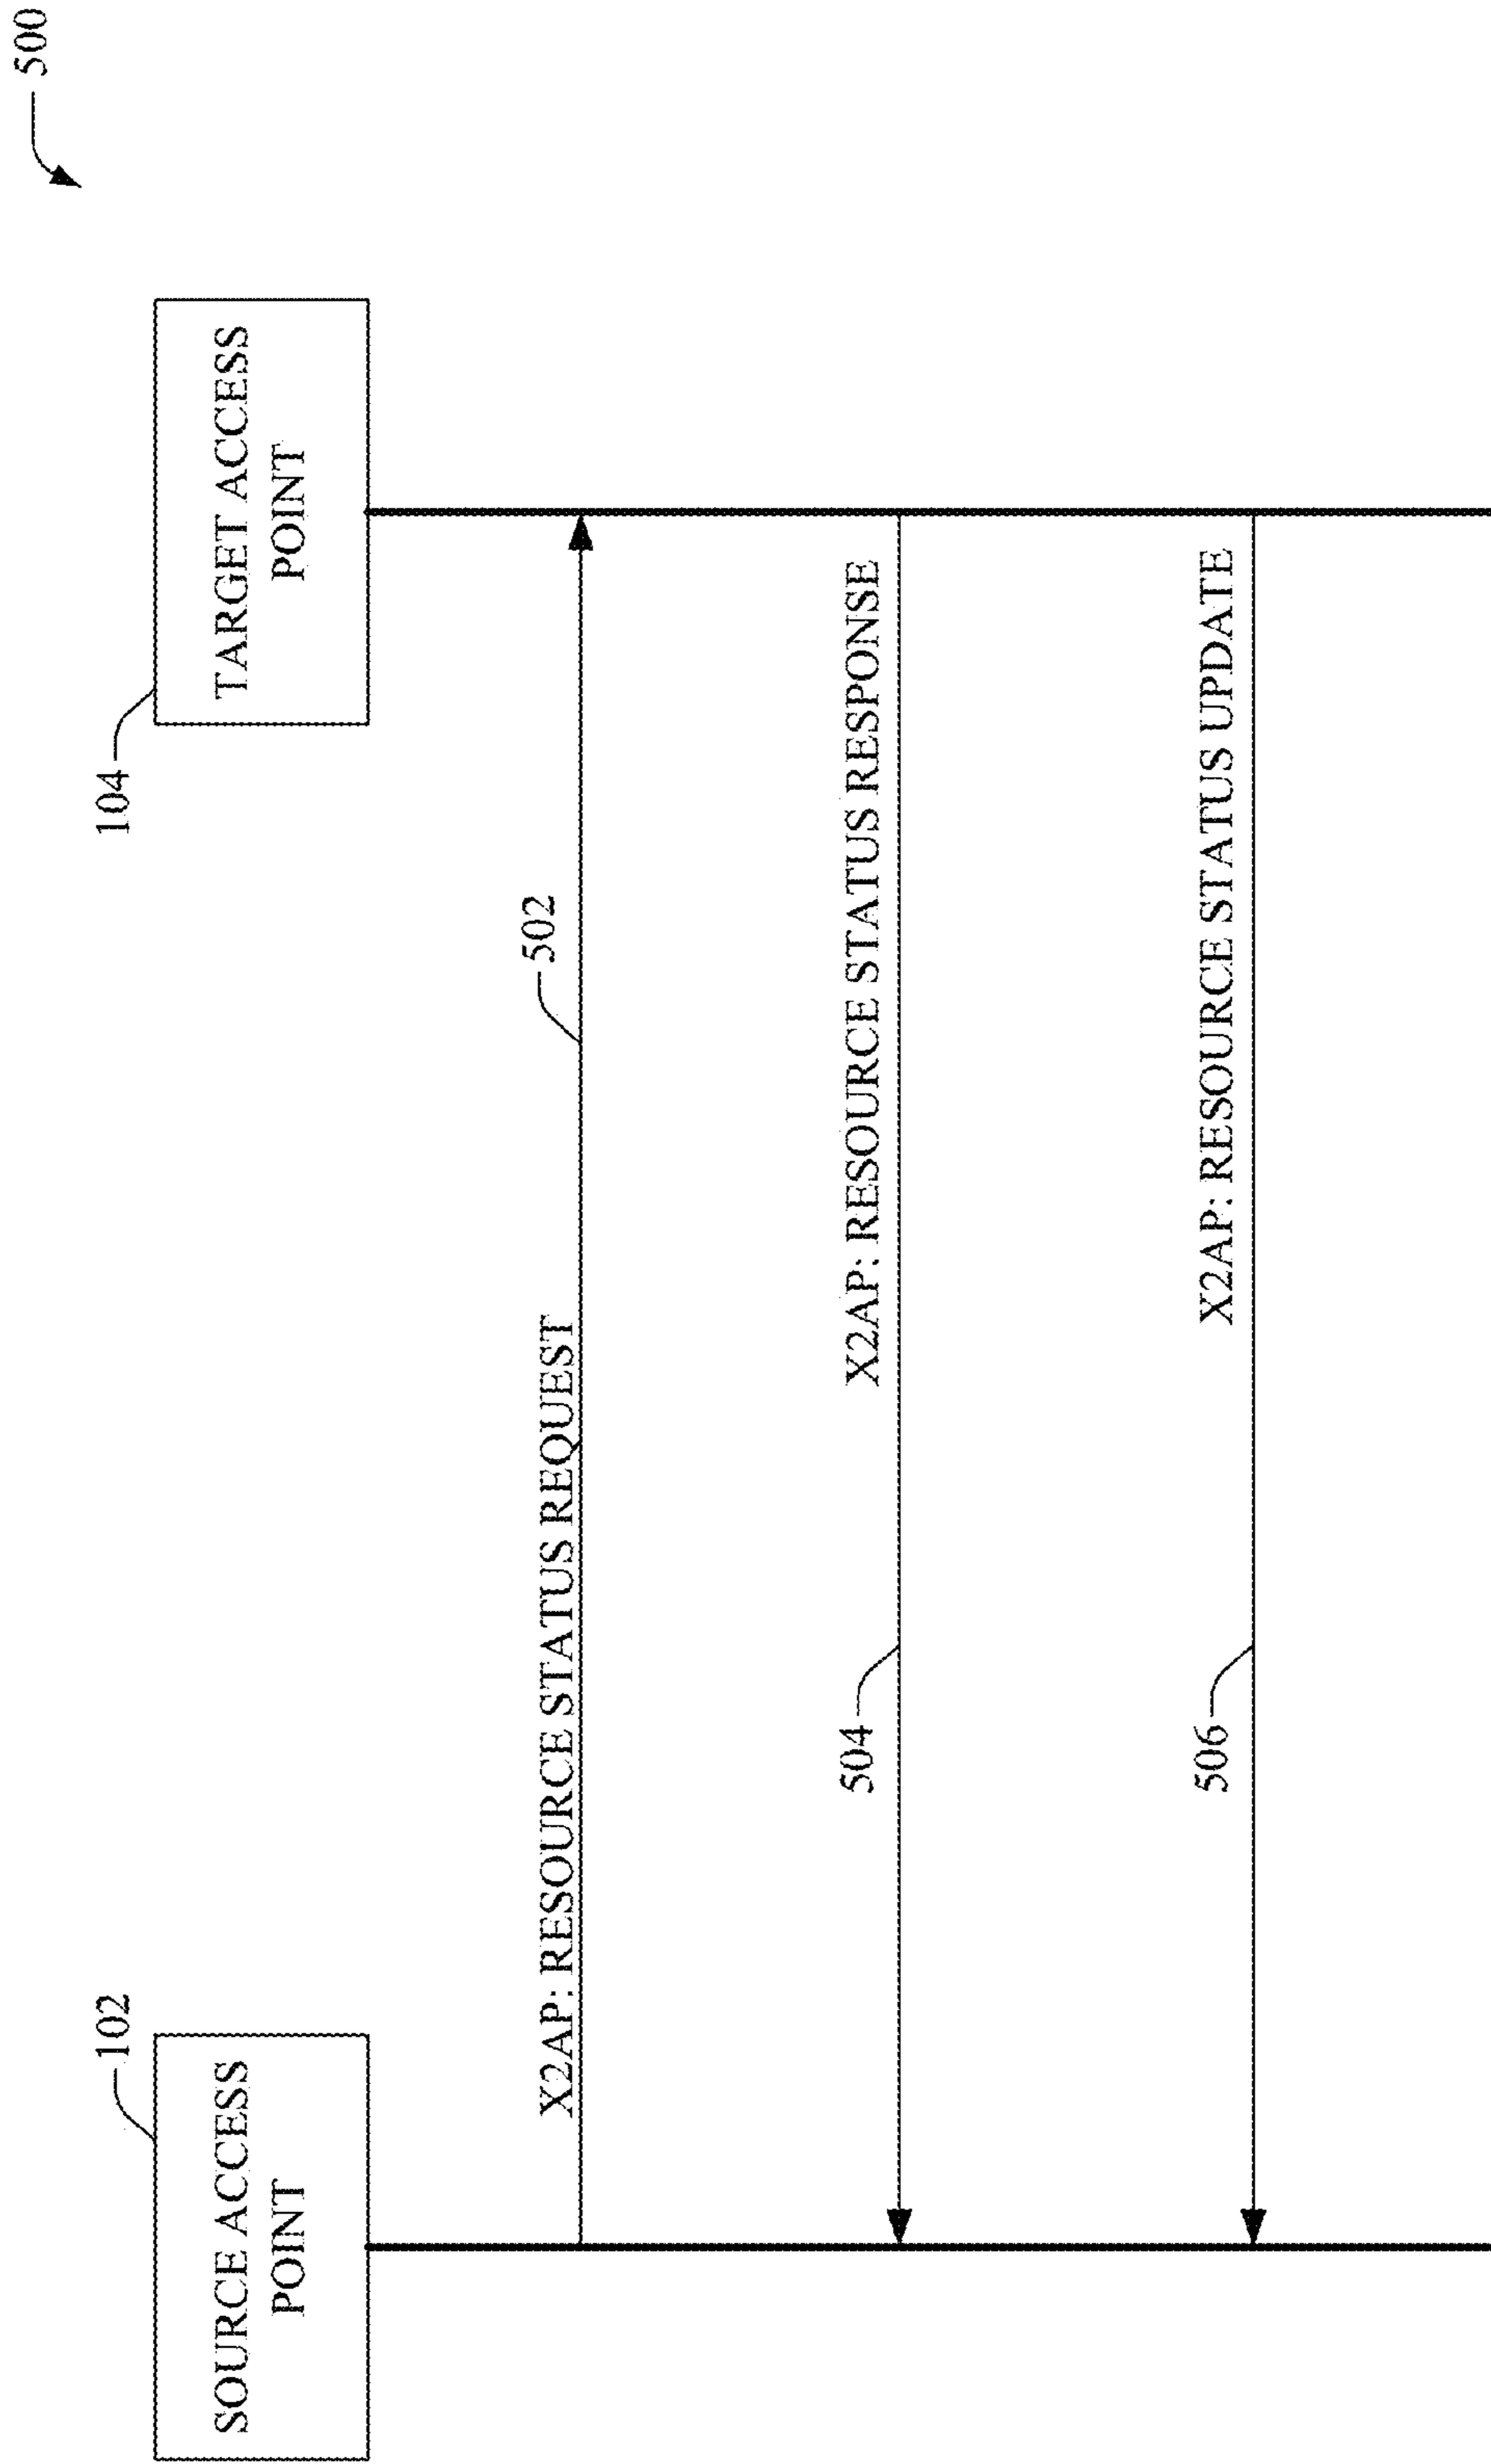 500
SOURCE ACCESS
POINT
102
TARGET ACCESS
POINT
104
X2AP: RESOURCE STATUS REQUEST
502
X2AP: RESOURCE STATUS RESPONSE
504
X2AP: RESOURCE STATUS UPDATE
506